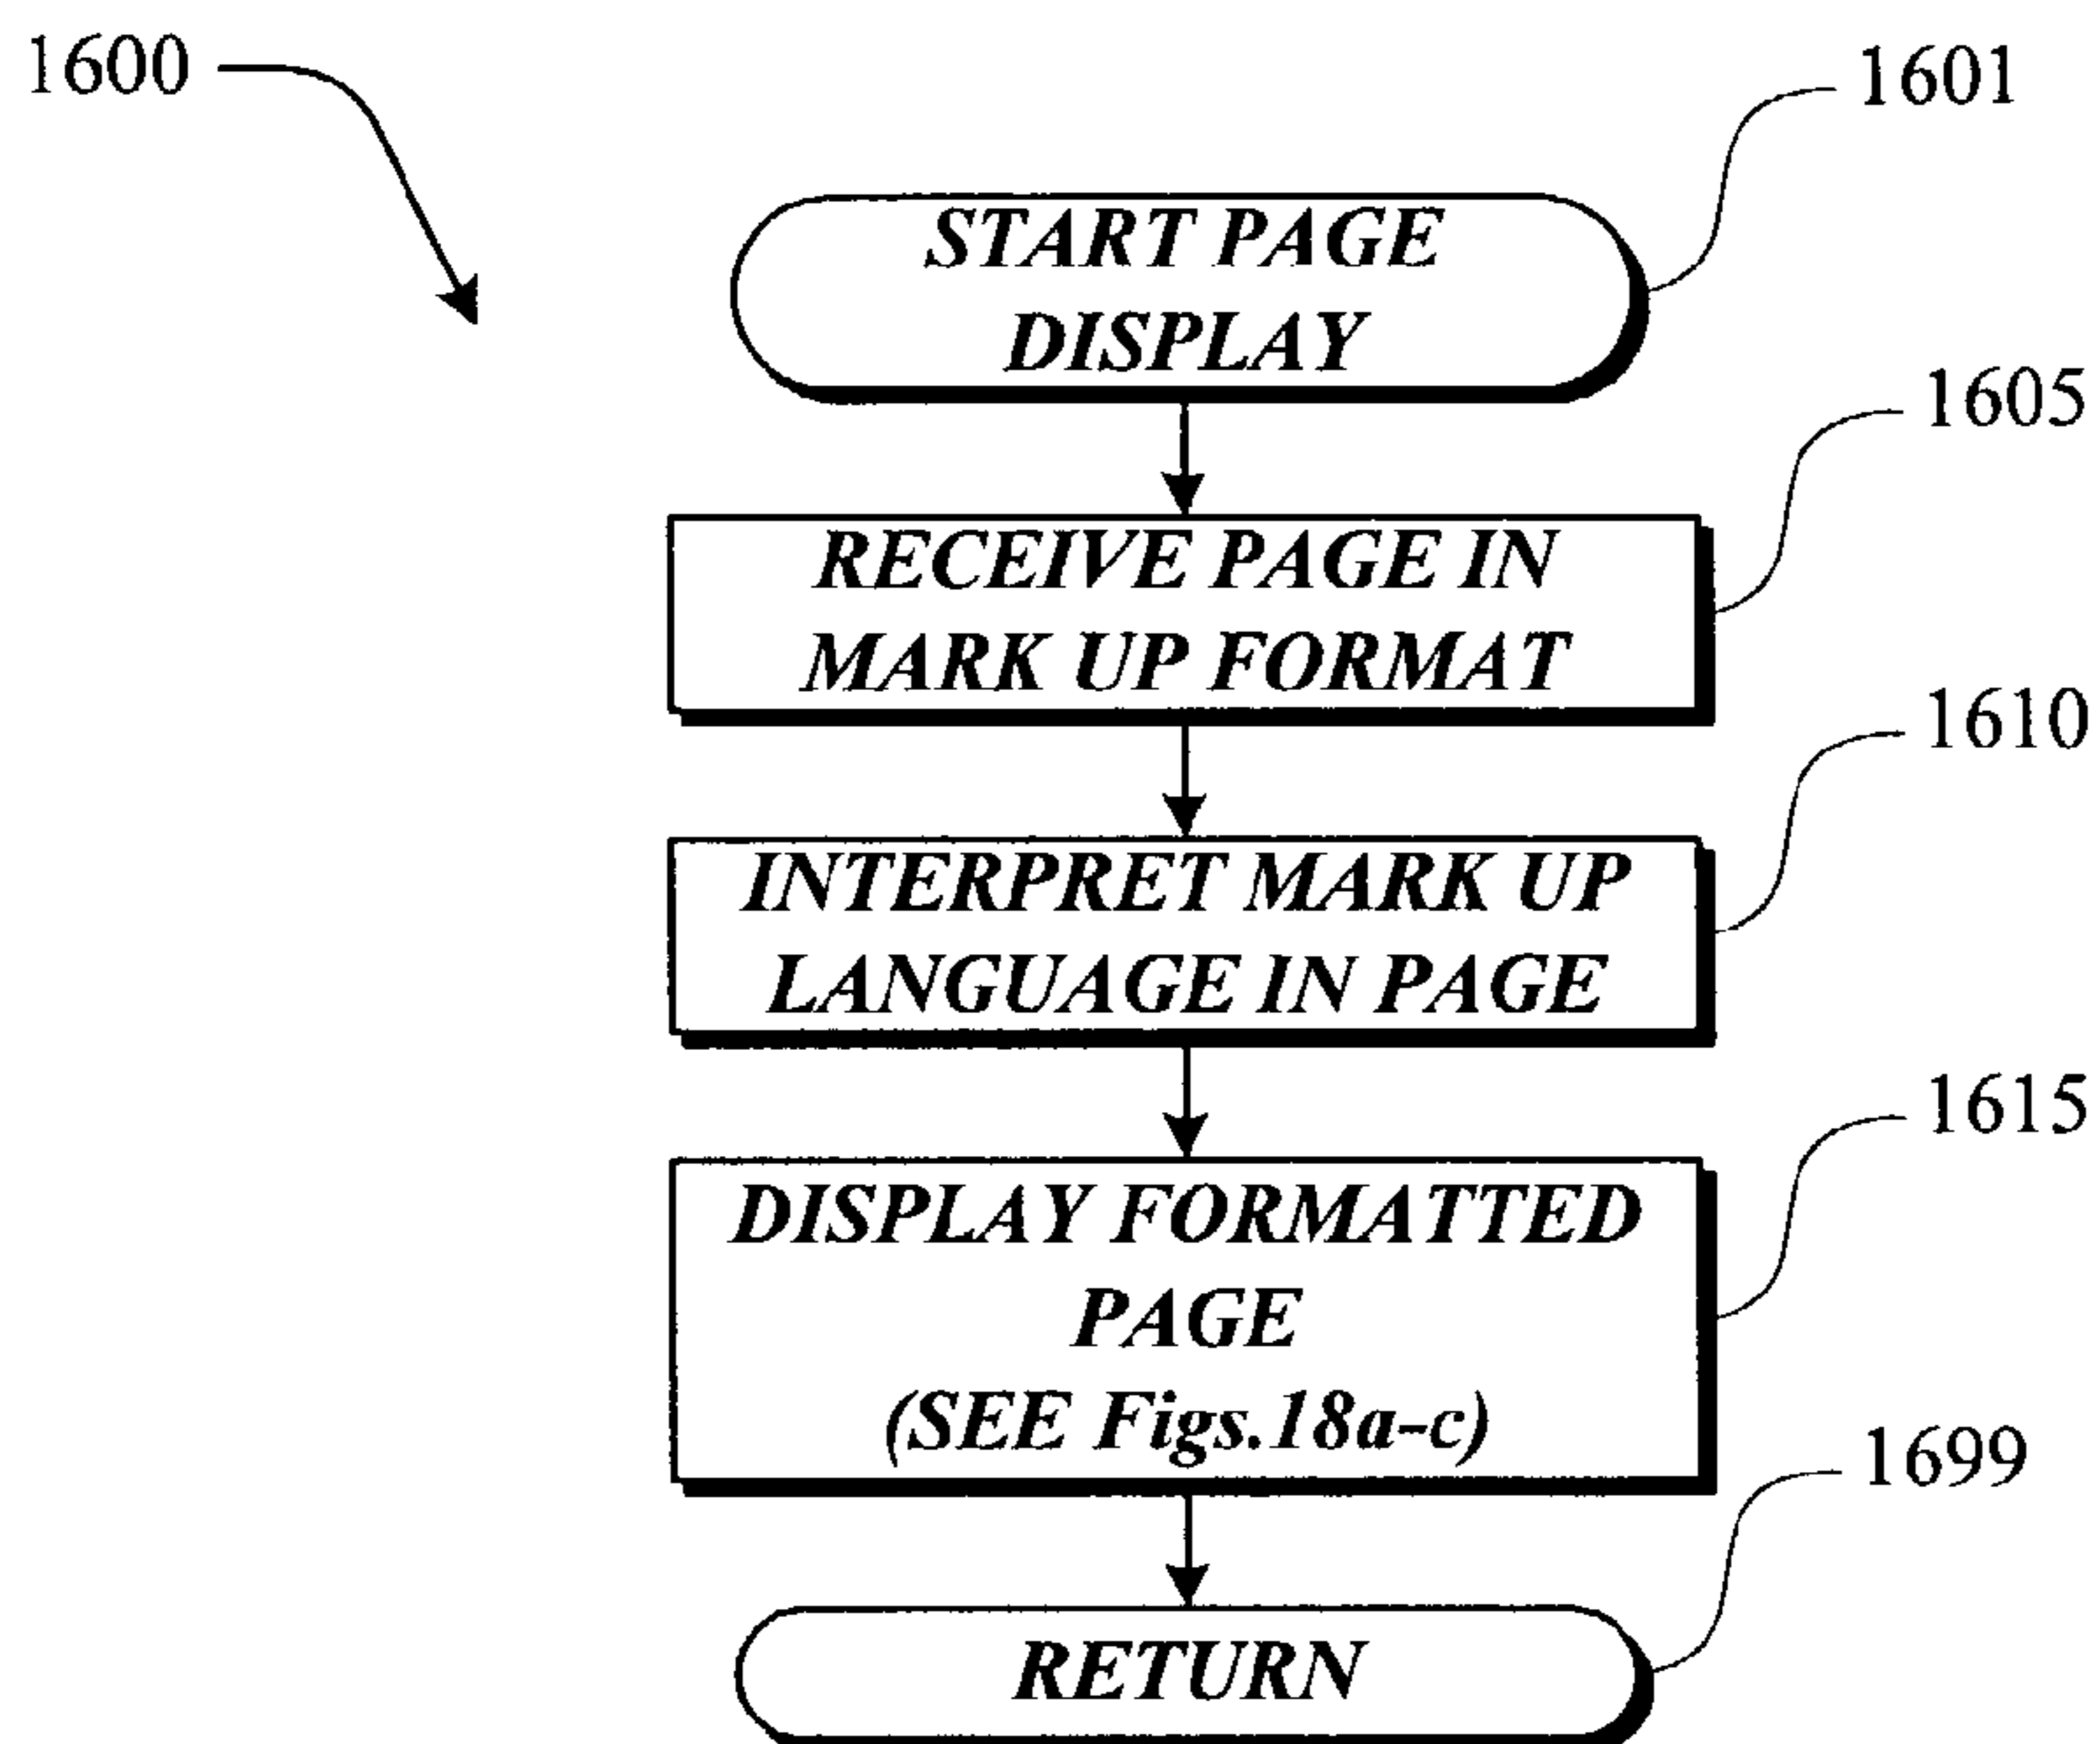 1600
1601
START PAGE
DISPLAY
1605
RECEIVE PAGE IN
MARK UP FORMAT
1610
INTERPRET MARK UP
LANGUAGE IN PAGE
1615
DISPLAY FORMATTED
PAGE
(SEE Figs.18a-c)
1699
RETURN